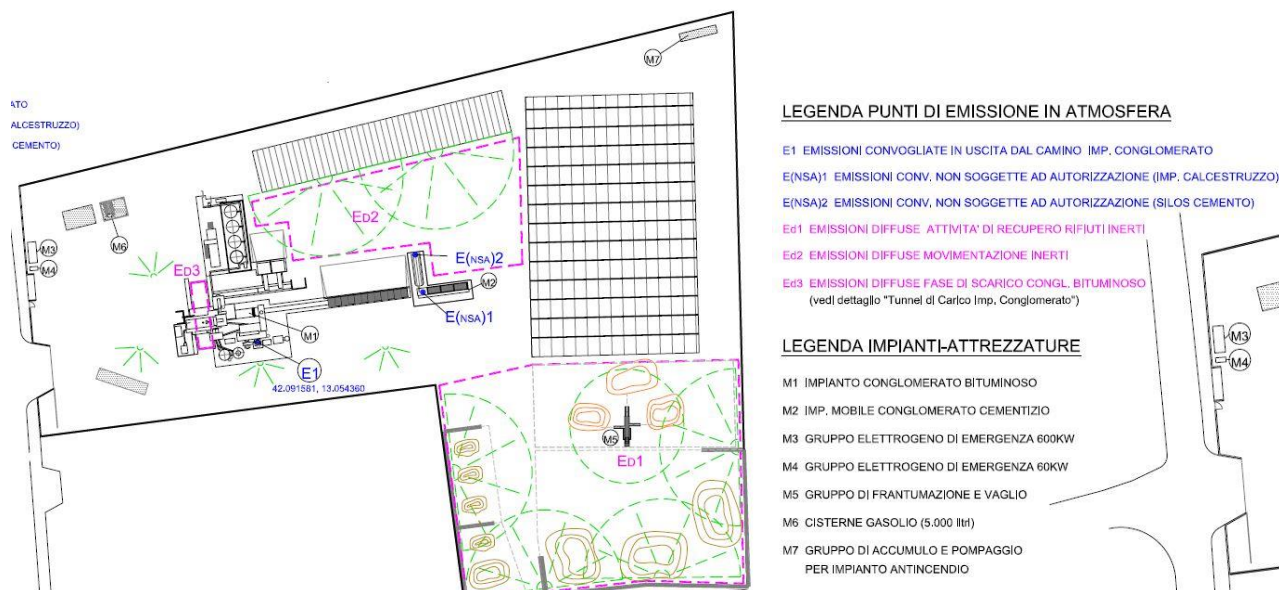 ATO
ALCESTRUZZO)
CEMENTO)
M7
M6
M3
M4
ED3
ED2
E(NSA)2
M2
E(NSA)1
M1
E1
42.091581, 13.054360
M5
ED1
LEGENDA PUNTI DI EMISSIONE IN ATMOSFERA
E1 EMISSIONI CONVOGLIATE IN USCITA DAL CAMINO IMP. CONGLOMERATO
E(NSA)1 EMISSIONI CONV. NON SOGGETTE AD AUTORIZZAZIONE (IMP. CALCESTRUZZO)
E(NSA)2 EMISSIONI CONV. NON SOGGETTE AD AUTORIZZAZIONE (SILOS CEMENTO)
Ed1 EMISSIONI DIFFUSE ATTIVITA' DI RECUPERO RIFIUTI INERTI
Ed2 EMISSIONI DIFFUSE MOVIMENTAZIONE INERTI
Ed3 EMISSIONI DIFFUSE FASE DI SCARICO CONGL. BITUMINOSO
(vedi dettaglio "Tunnel di Carico Imp. Conglomerato")
LEGENDA IMPIANTI-ATTREZZATURE
M1 IMPIANTO CONGLOMERATO BITUMINOSO
M2 IMP. MOBILE CONGLOMERATO CEMENTIZIO
M3 GRUPPO ELETTROGENO DI EMERGENZA 600KW
M4 GRUPPO ELETTROGENO DI EMERGENZA 60KW
M5 GRUPPO DI FRANTUMAZIONE E VAGLIO
M6 CISTERNE GASOLIO (5.000 litri)
M7 GRUPPO DI ACCUMULO E POMPAGGIO
PER IMPIANTO ANTINCENDIO
M3
M4